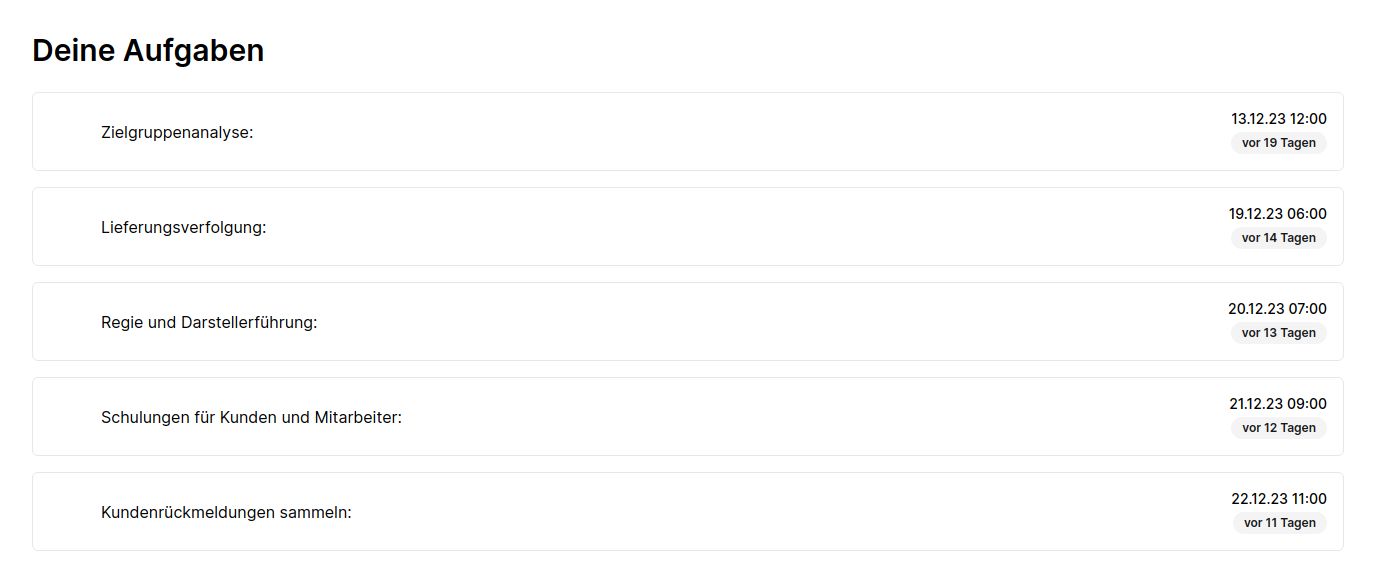 Deine Aufgaben
Zielgruppenanalyse:
13.12.23 12:00
vor 19 Tagen
Lieferungsverfolgung:
19.12.23 06:00
vor 14 Tagen
Regie und Darstellerführung:
20.12.23 07:00
vor 13 Tagen
Schulungen für Kunden und Mitarbeiter:
21.12.23 09:00
vor 12 Tagen
Kundenrückmeldungen sammeln:
22.12.23 11:00
vor 11 Tagen